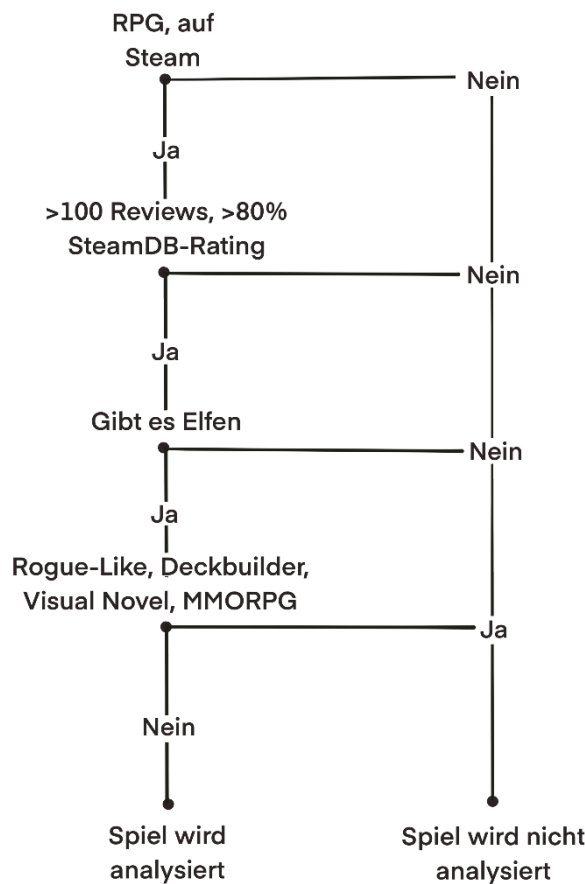 RPG, auf
Steam
Nein
Ja
>100 Reviews, >80%
SteamDB-Rating
Nein
Ja
Gibt es Elfen
Nein
Ja
Rogue-Like, Deckbuilder,
Visual Novel, MMORPG
Ja
Nein
Spiel wird
analysiert
Spiel wird nicht
analysiert